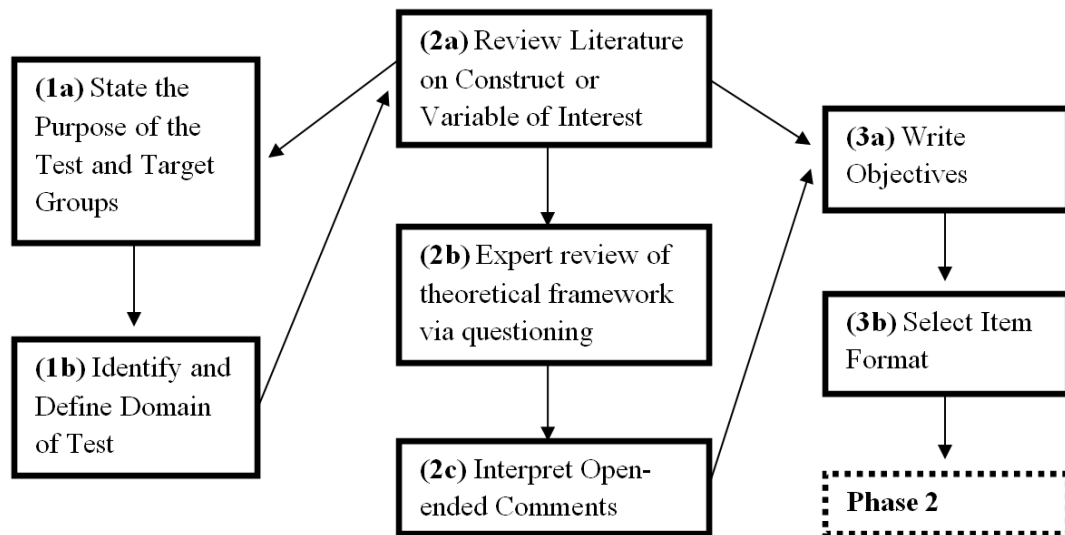 (1a) State the
Purpose of the
Test and Target
Groups
(1b) Identify and
Define Domain
of Test
(2a) Review Literature
on Construct or
Variable of Interest
(2b) Expert review of
theoretical framework
via questioning
(2c) Interpret Open-
ended Comments
(3a) Write
Objectives
(3b) Select Item
Format
Phase 2